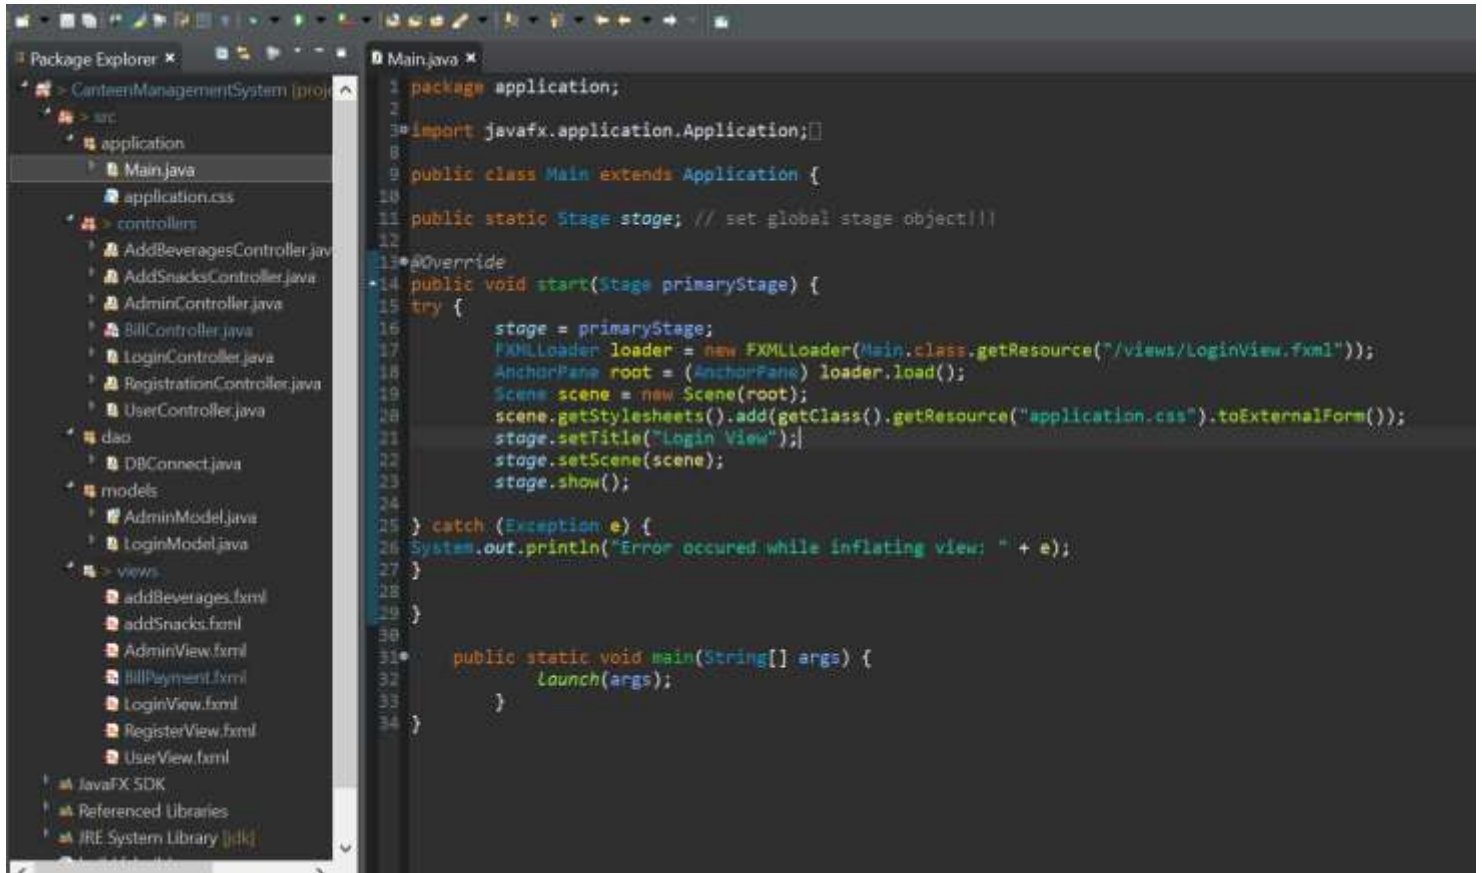 Package Explorer
> CanteenManagementSystem [proje
> src
application
Main.java
application.css
> controllers
AddBeveragesController.jav
AddSnacksController.java
AdminController.java
BillController.java
LoginController.java
RegistrationController.java
UserController.java
dao
DBConnect.java
models
AdminModel.java
LoginModel.java
> views
addBeverages.fxml
addSnacks.fxml
AdminView.fxml
BillPayment.fxml
LoginView.fxml
RegisterView.fxml
UserView.fxml
JavaFX SDK
Referenced Libraries
JRE System Library [jdk]
Main.java
1 package application;
2
3 import javafx.application.Application;
8
9 public class Main extends Application {
10
11 public static Stage stage; // set global stage object!!!
12
13 @Override
14 public void start(Stage primaryStage) {
15 try {
16 stage = primaryStage;
17 FXMLLoader loader = new FXMLLoader(Main.class.getResource("/views/LoginView.fxml"));
18 AnchorPane root = (AnchorPane) loader.load();
19 Scene scene = new Scene(root);
20 scene.getStylesheets().add(getClass().getResource("application.css").toExternalForm());
21 stage.setTitle("Login View");
22 stage.setScene(scene);
23 stage.show();
24
25 } catch (Exception e) {
26 System.out.println("Error occured while inflating view: " + e);
27 }
28
29 }
30
31 public static void main(String[] args) {
32 launch(args);
33 }
34 }